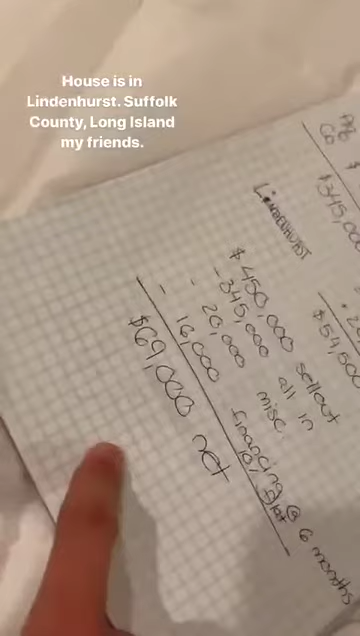 House is in
Lindenhurst. Suffolk
County, Long Island
my friends.
$345,000
$54,500
LINDENHURST
$450,000 sellout
- 345,000 all in
- 20,000 misc.
- 16,000 financing @ 6 months
$69,000 net